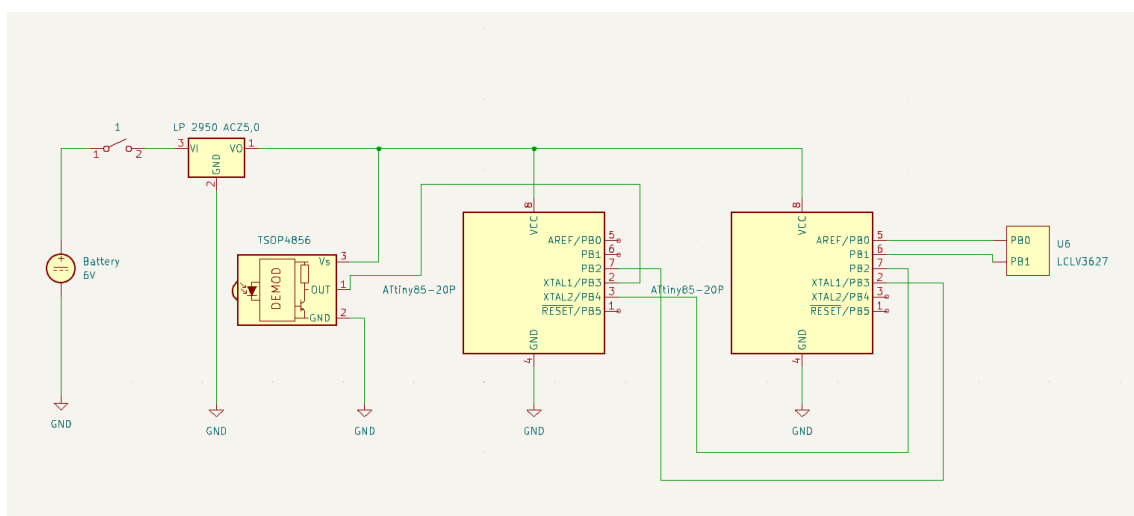 1
1
2
LP 2950 ACZ5,0
3
VI
VO
1
GND
2
Battery
6V
GND
GND
TSOP4856
DEMOD
Vs
3
OUT
1
GND
2
GND
ATtiny85-20P
8
VCC
AREF/PB0
5
PB1
6
PB2
7
XTAL1/PB3
2
XTAL2/PB4
3
RESET/PB5
1
GND
4
GND
ATtiny85-20P
8
VCC
AREF/PB0
5
PB1
6
PB2
7
XTAL1/PB3
2
XTAL2/PB4
3
RESET/PB5
1
GND
4
GND
PB0
PB1
U6
LCLV3627